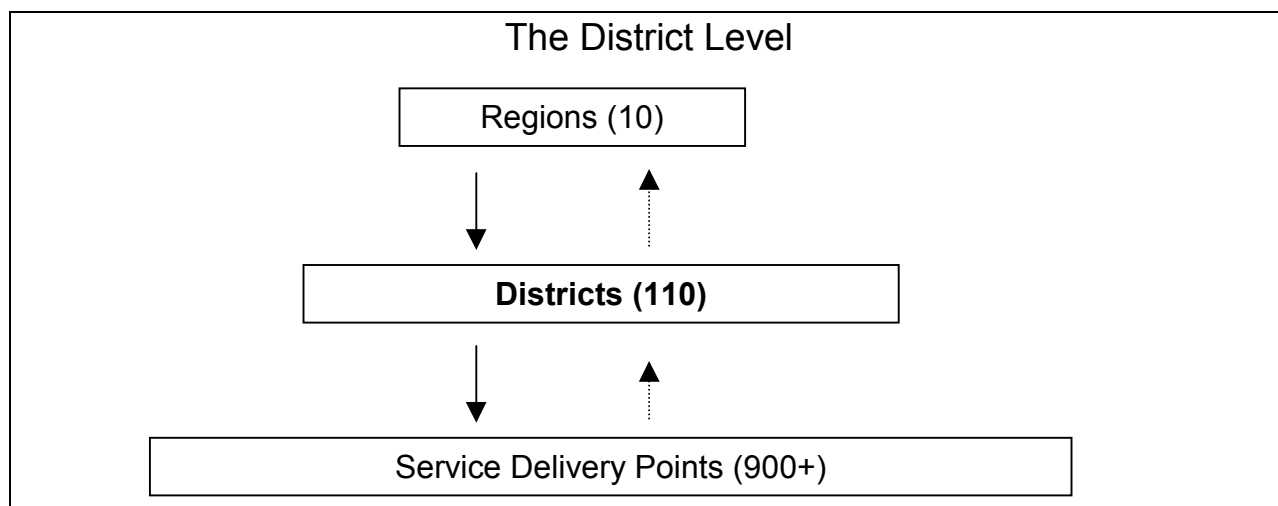 The District Level
Regions (10)
Districts (110)
Service Delivery Points (900+)